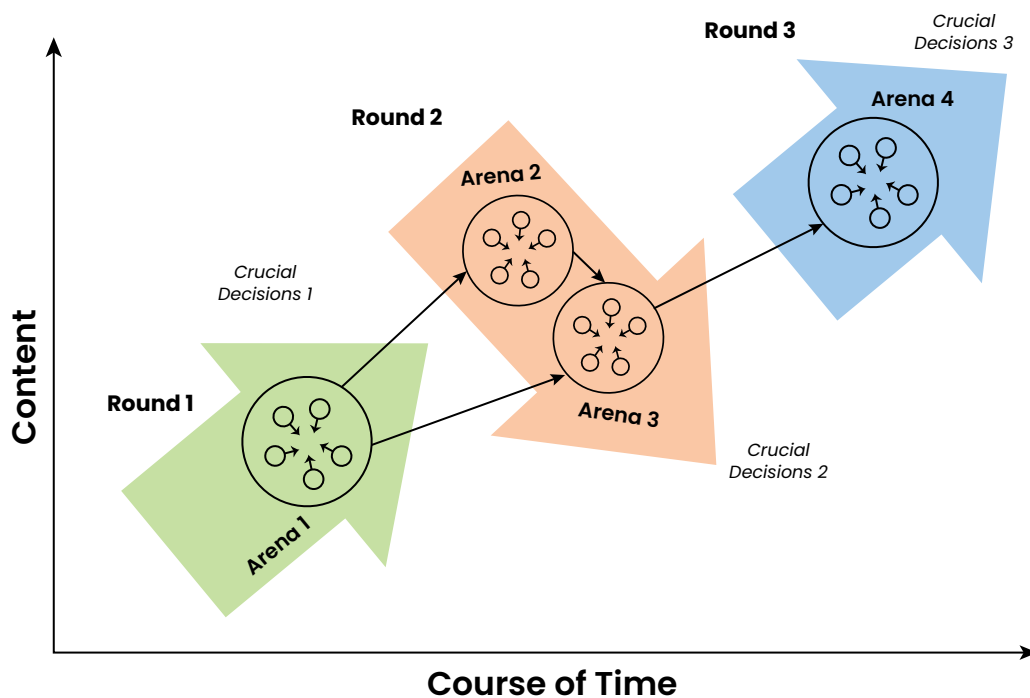 Round 3
Crucial
Decisions 3
Arena 4
Round 2
Arena 2
Crucial
Decisions 1
Content
Round 1
Arena 3
Crucial
Decisions 2
Arena 1
Course of Time